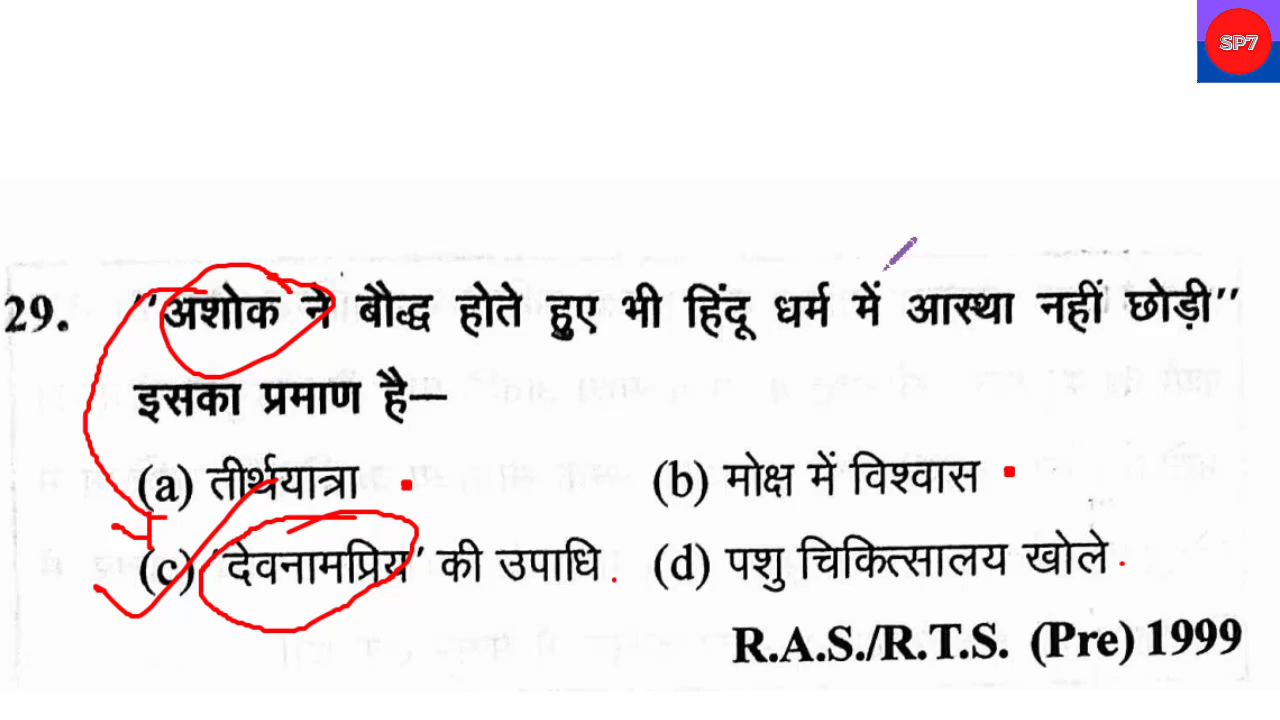 SP7
29. "अशोक ने बौद्ध होते हुए भी हिंदू धर्म में आस्था नहीं छोड़ी"
इसका प्रमाण है—
(a) तीर्थयात्रा (b) मोक्ष में विश्वास
(c) 'देवनामप्रिय' की उपाधि (d) पशु चिकित्सालय खोले
R.A.S./R.T.S. (Pre) 1999